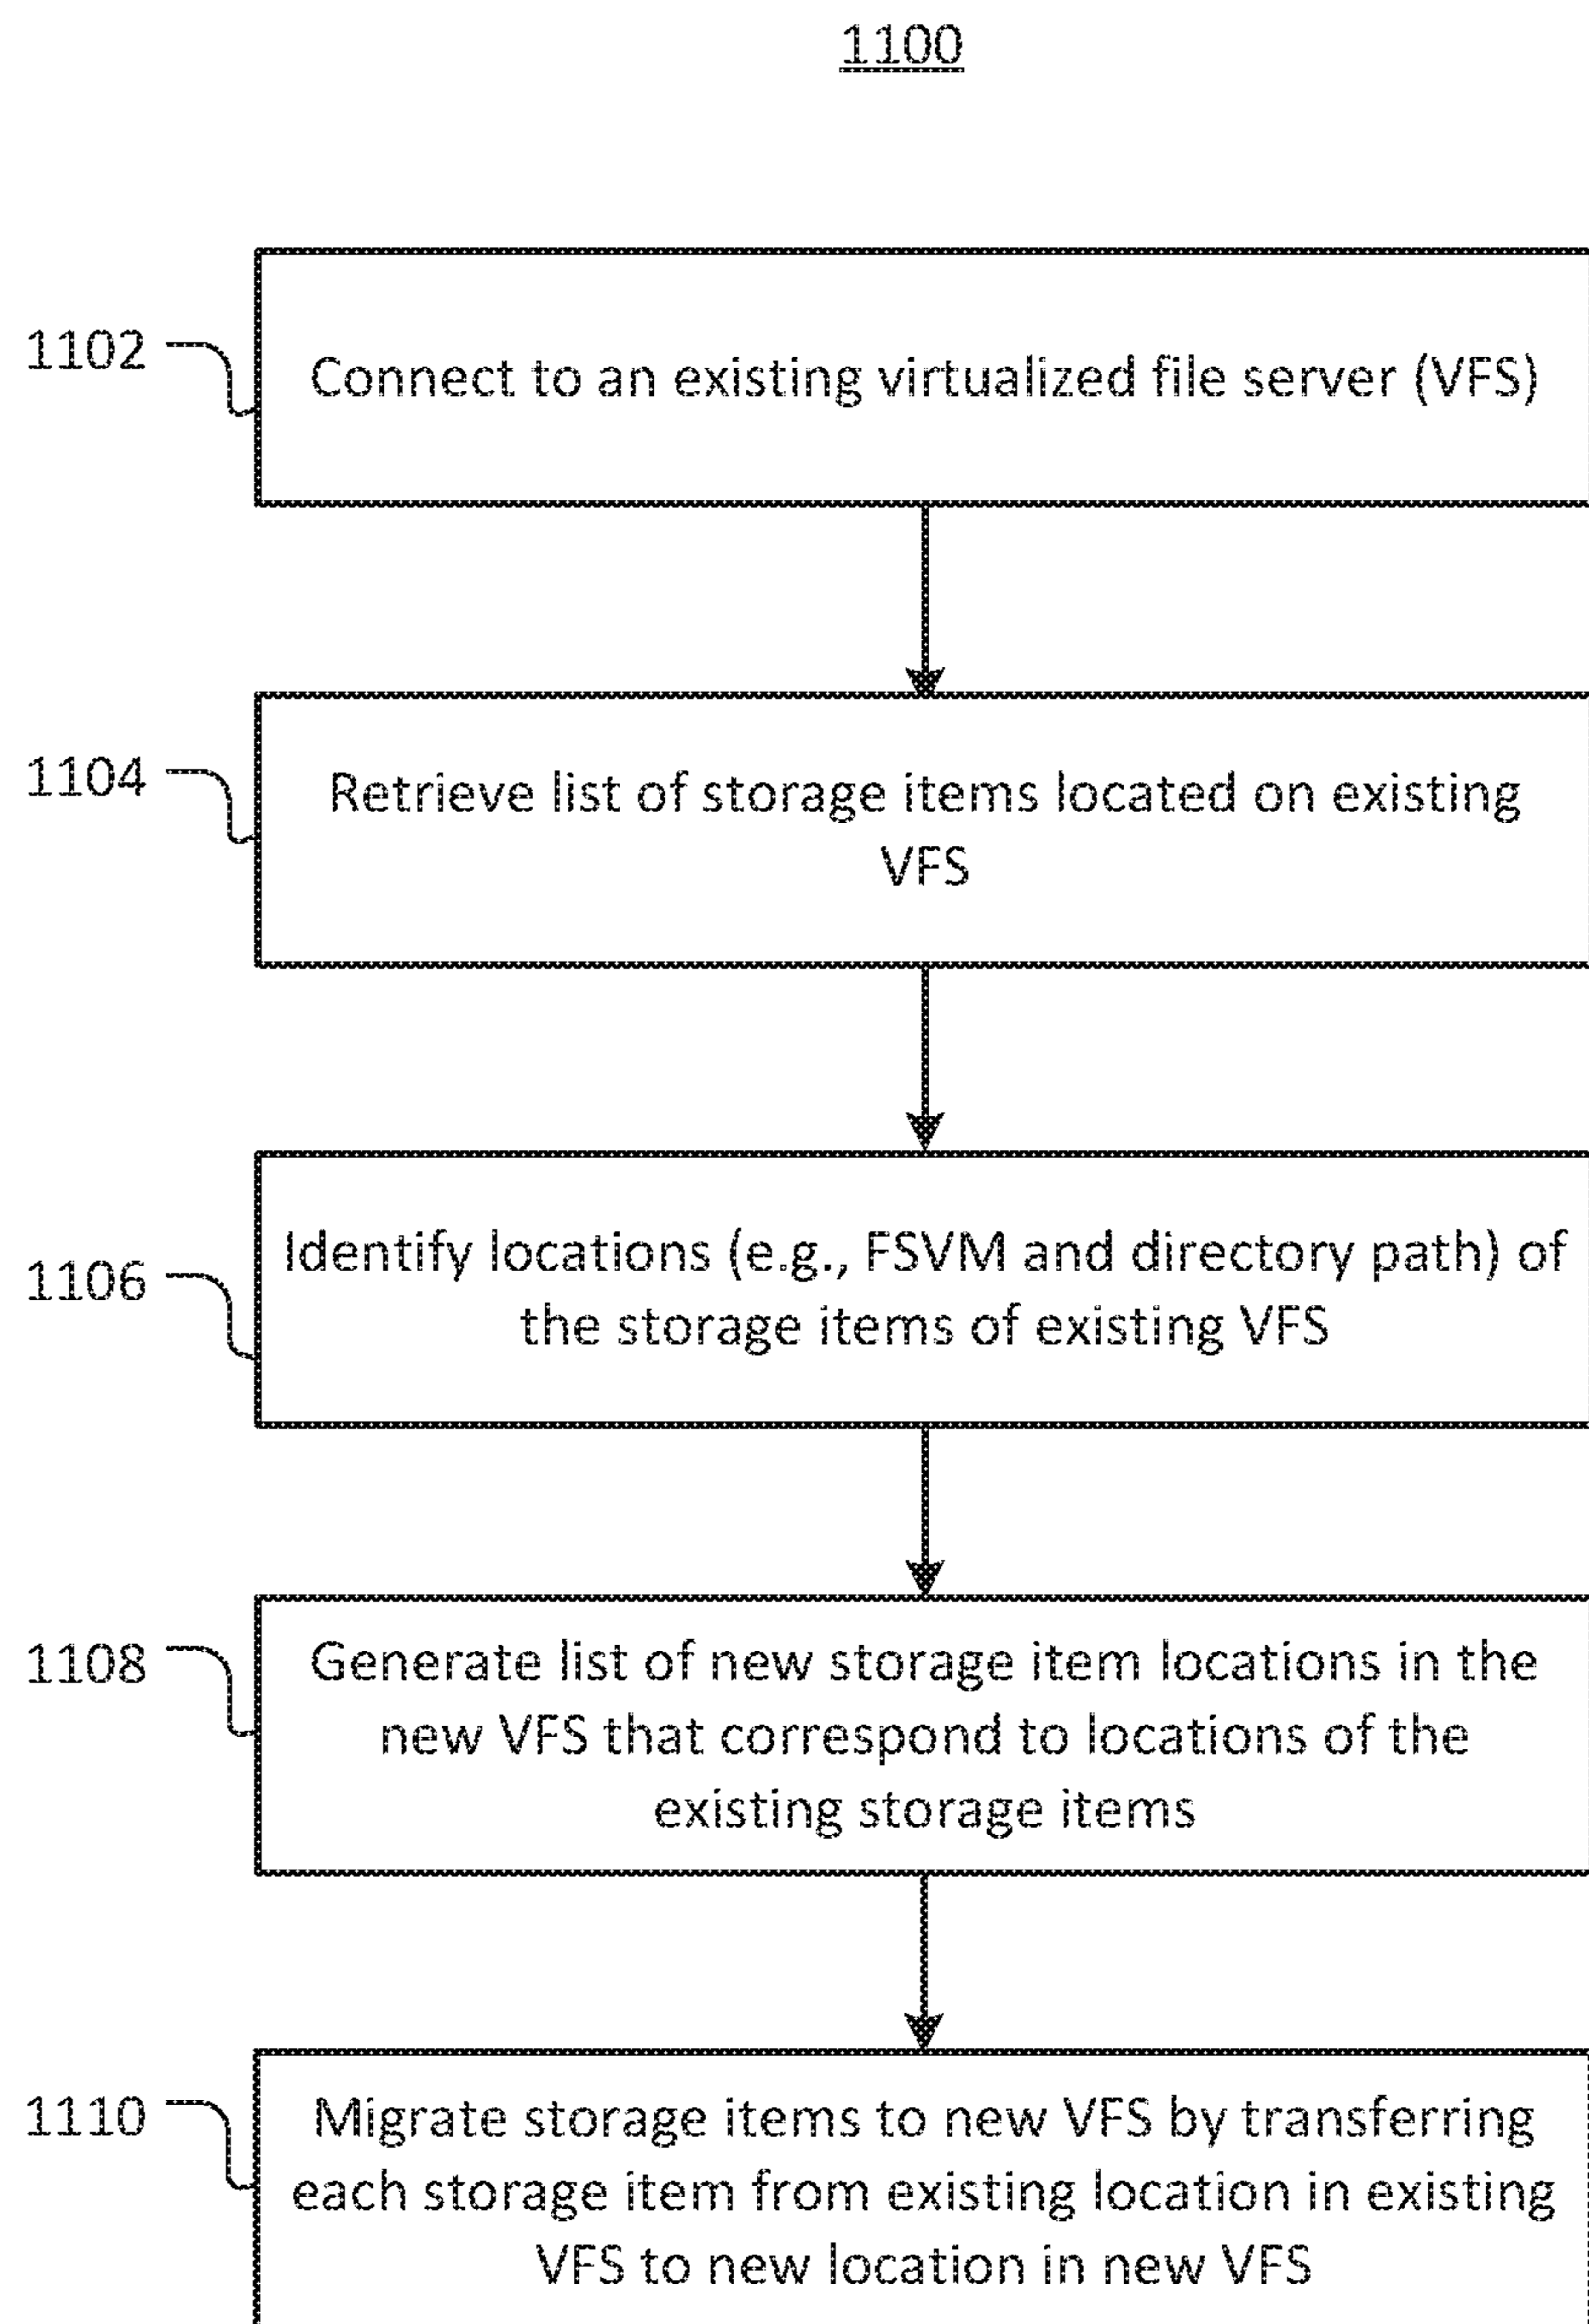 1100
1102
Connect to an existing virtualized file server (VFS)
1104
Retrieve list of storage items located on existing
VFS
1106
Identify locations (e.g., FSVM and directory path) of
the storage items of existing VFS
1108
Generate list of new storage item locations in the
new VFS that correspond to locations of the
existing storage items
1110
Migrate storage items to new VFS by transferring
each storage item from existing location in existing
VFS to new location in new VFS